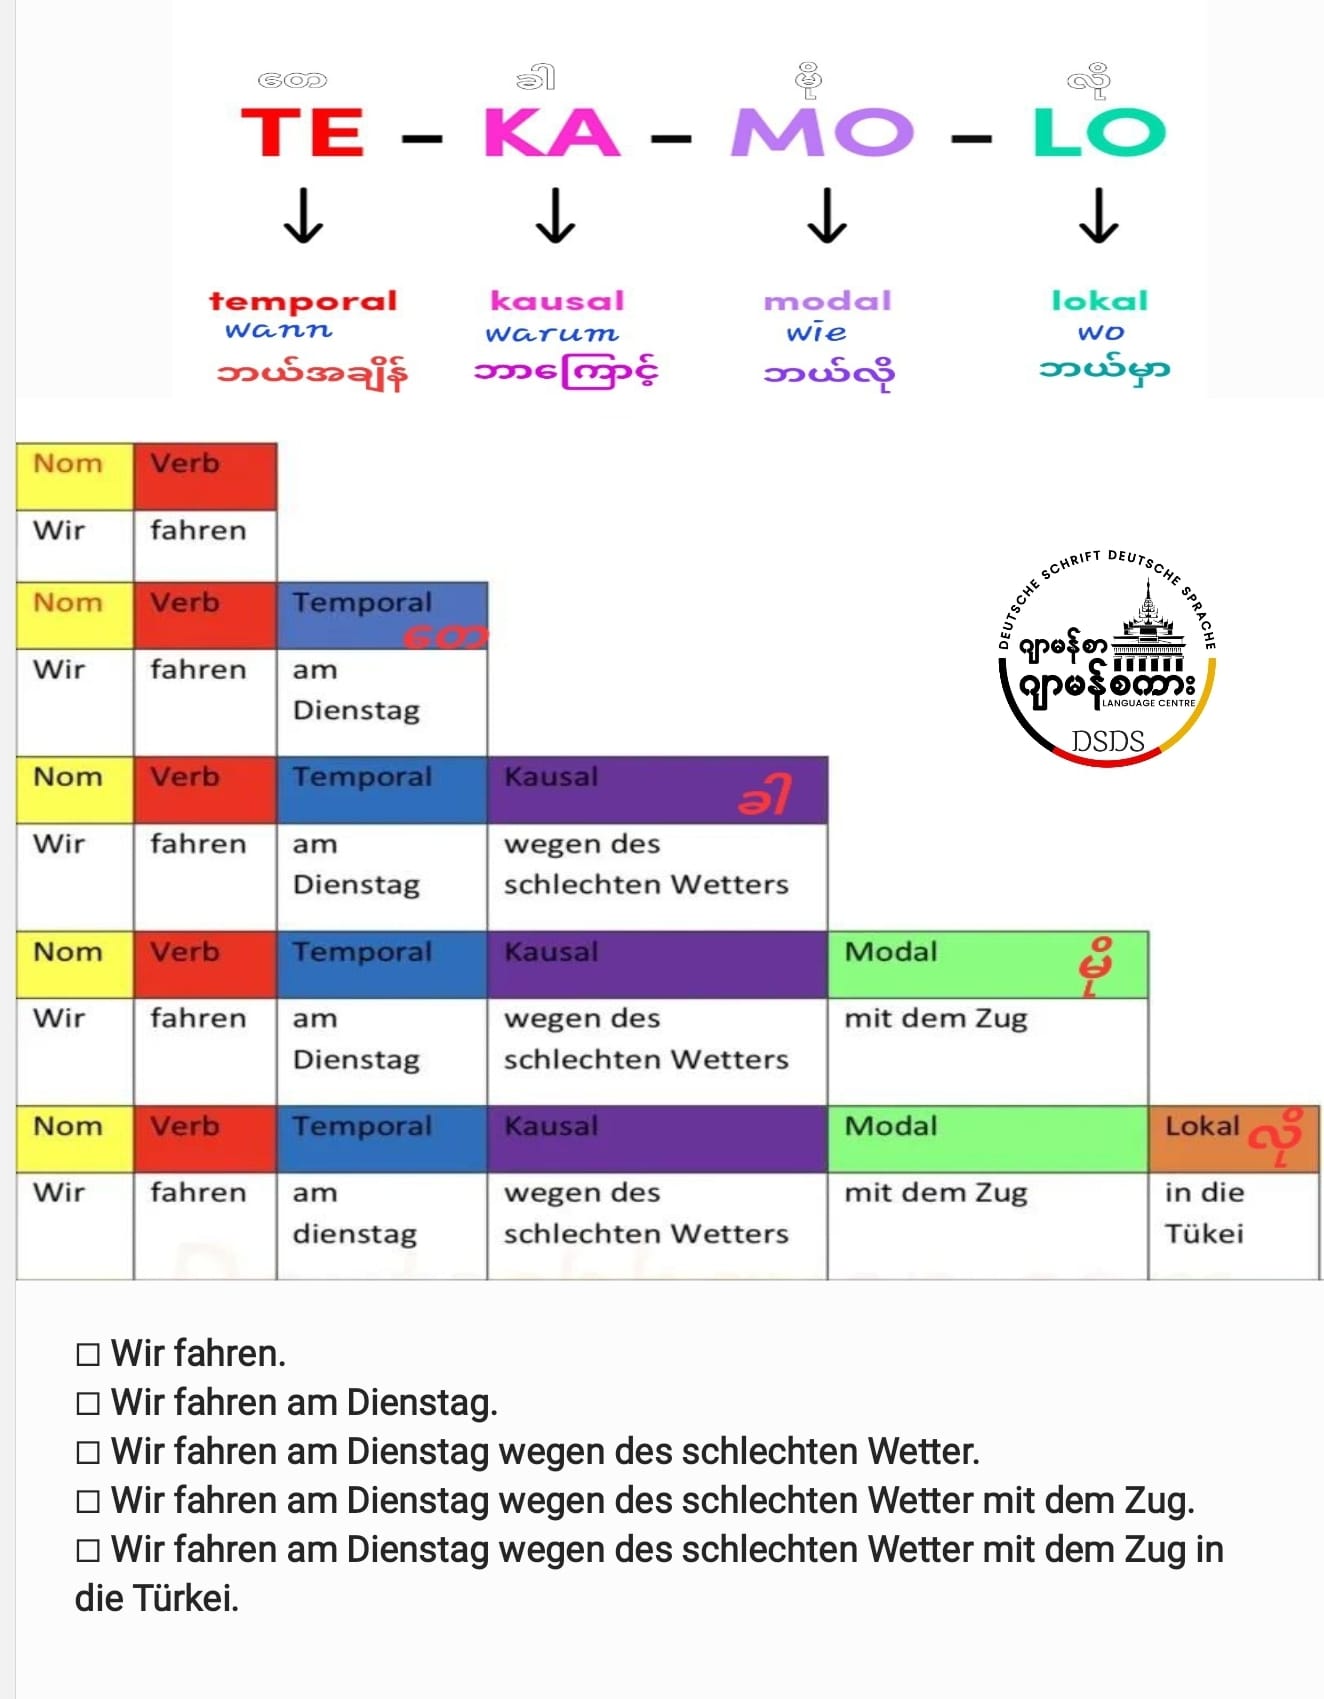 တေ ခါ မို လို
TE - KA - MO - LO
↓ ↓ ↓ ↓
temporal kausal modal lokal
wann warum wie wo
ဘယ်အချိန် ဘာကြောင့် ဘယ်လို ဘယ်မှာ
Nom Verb
Wir fahren
Nom Verb Temporal တေ
Wir fahren am
Dienstag
Nom Verb Temporal Kausal ခါ
Wir fahren am wegen des
Dienstag schlechten Wetters
Nom Verb Temporal Kausal Modal မို
Wir fahren am wegen des mit dem Zug
Dienstag schlechten Wetters
Nom Verb Temporal Kausal Modal Lokal လို
Wir fahren am wegen des mit dem Zug in die
dienstag schlechten Wetters Tükei
DEUTSCHE SCHRIFT DEUTSCHE SPRACHE
ဂျာမန်စာ
ဂျာမန်စကား
LANGUAGE CENTRE
DSDS
☐ Wir fahren.
☐ Wir fahren am Dienstag.
☐ Wir fahren am Dienstag wegen des schlechten Wetter.
☐ Wir fahren am Dienstag wegen des schlechten Wetter mit dem Zug.
☐ Wir fahren am Dienstag wegen des schlechten Wetter mit dem Zug in
die Türkei.